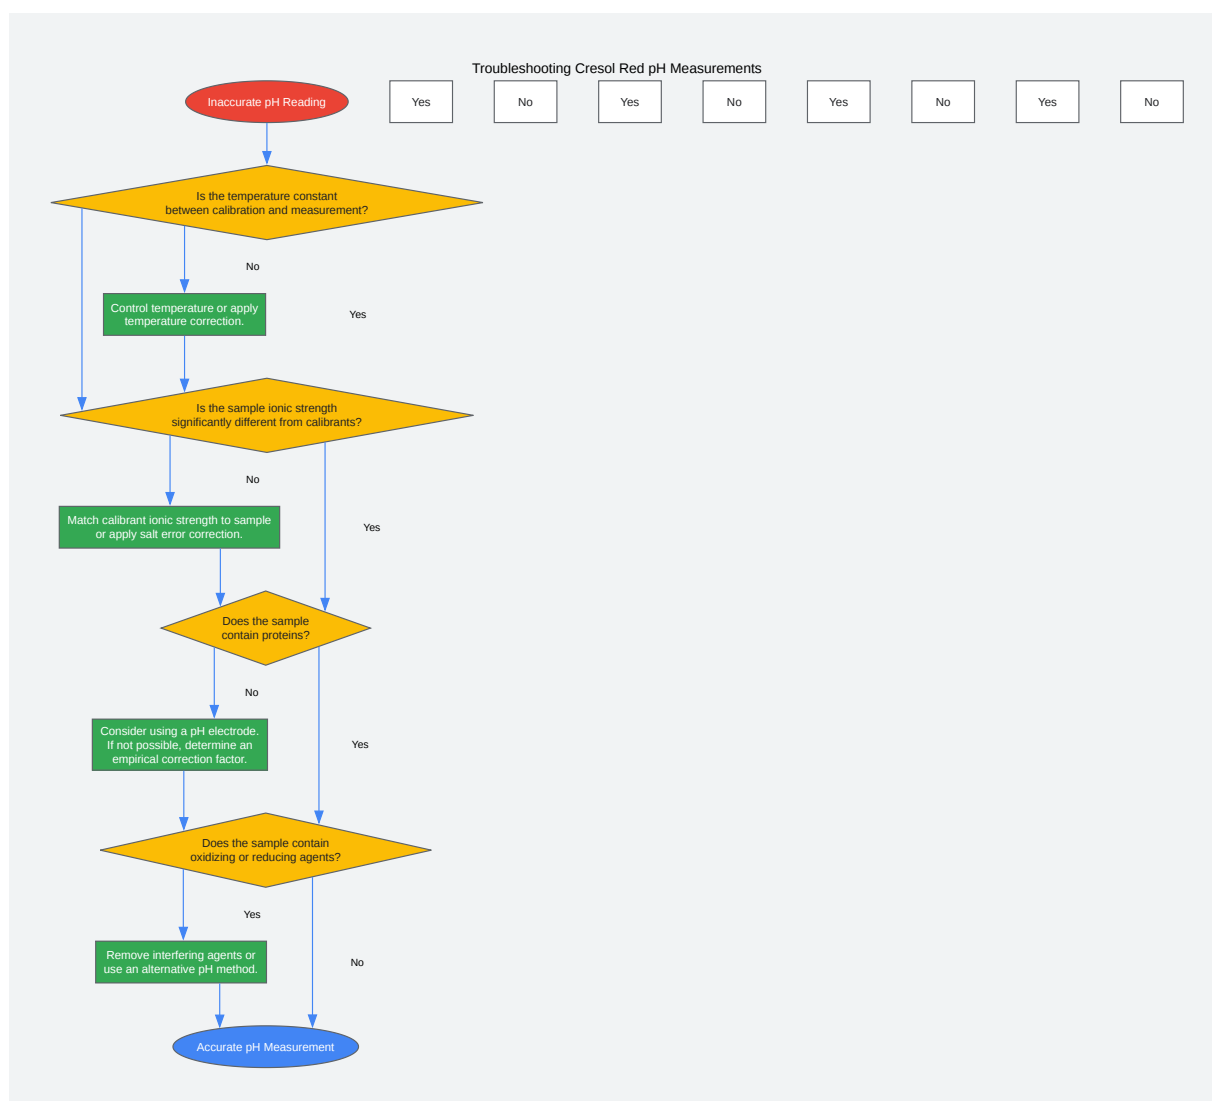 Troubleshooting Cresol Red pH Measurements
Inaccurate pH Reading
Yes
No
Yes
No
Yes
No
Yes
No
Is the temperature constant
between calibration and measurement?
No
Control temperature or apply
temperature correction.
Yes
Is the sample ionic strength
significantly different from calibrants?
No
Match calibrant ionic strength to sample
or apply salt error correction.
Yes
Does the sample
contain proteins?
No
Consider using a pH electrode.
If not possible, determine an
empirical correction factor.
Yes
Does the sample contain
oxidizing or reducing agents?
Yes
Remove interfering agents or
use an alternative pH method.
No
Accurate pH Measurement